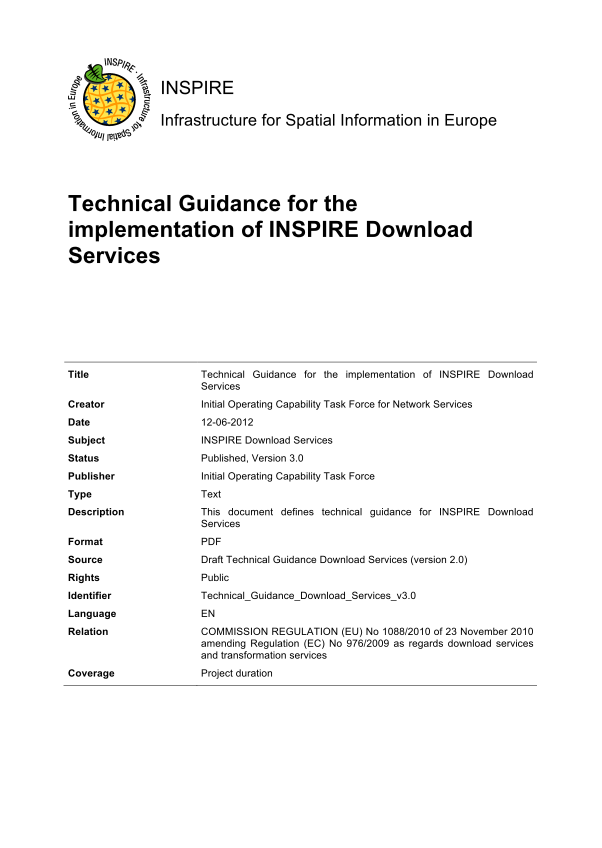 INSPIRE · Infrastructure for Spatial Information in Europe
INSPIRE
Infrastructure for Spatial Information in Europe
Technical Guidance for the
implementation of INSPIRE Download
Services
Title Technical Guidance for the implementation of INSPIRE Download
Services
Creator Initial Operating Capability Task Force for Network Services
Date 12-06-2012
Subject INSPIRE Download Services
Status Published, Version 3.0
Publisher Initial Operating Capability Task Force
Type Text
Description This document defines technical guidance for INSPIRE Download
Services
Format PDF
Source Draft Technical Guidance Download Services (version 2.0)
Rights Public
Identifier Technical_Guidance_Download_Services_v3.0
Language EN
Relation COMMISSION REGULATION (EU) No 1088/2010 of 23 November 2010
amending Regulation (EC) No 976/2009 as regards download services
and transformation services
Coverage Project duration